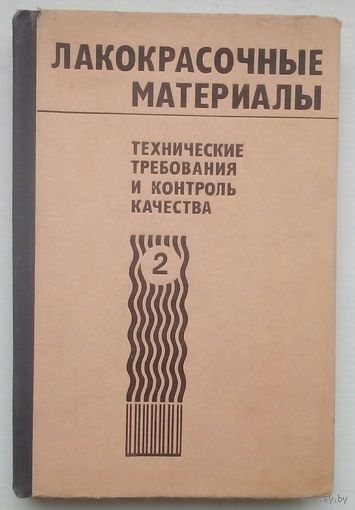 ЛАКОКРАСОЧНЫЕ
МАТЕРИАЛЫ
ТЕХНИЧЕСКИЕ
ТРЕБОВАНИЯ
И КОНТРОЛЬ
КАЧЕСТВА
2